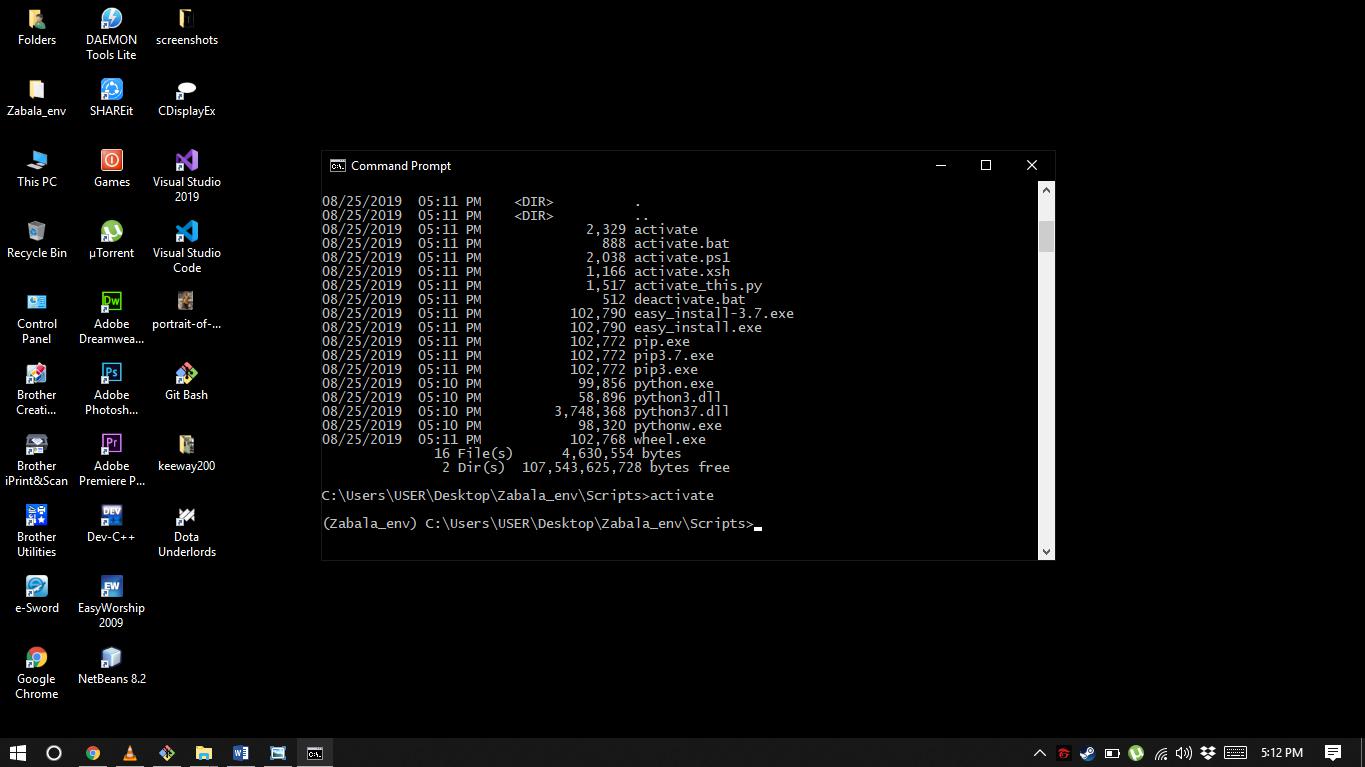 Folders
DAEMON
Tools Lite
screenshots
Zabala_env
SHAREit
CDisplayEx
This PC
Games
Visual Studio
2019
Recycle Bin
µTorrent
Visual Studio
Code
Control
Panel
Adobe
Dreamwea...
portrait-of-...
Brother
Creati...
Adobe
Photosh...
Git Bash
Brother
iPrint&Scan
Adobe
Premiere P...
keeway200
Brother
Utilities
Dev-C++
Dota
Underlords
e-Sword
EasyWorship
2009
Google
Chrome
NetBeans 8.2
Command Prompt
08/25/2019  05:11 PM    <DIR>          .
08/25/2019  05:11 PM    <DIR>          ..
08/25/2019  05:11 PM             2,329 activate
08/25/2019  05:11 PM               888 activate.bat
08/25/2019  05:11 PM             2,038 activate.ps1
08/25/2019  05:11 PM             1,166 activate.xsh
08/25/2019  05:11 PM             1,517 activate_this.py
08/25/2019  05:11 PM               512 deactivate.bat
08/25/2019  05:11 PM           102,790 easy_install-3.7.exe
08/25/2019  05:11 PM           102,790 easy_install.exe
08/25/2019  05:11 PM           102,772 pip.exe
08/25/2019  05:11 PM           102,772 pip3.7.exe
08/25/2019  05:11 PM           102,772 pip3.exe
08/25/2019  05:10 PM            99,856 python.exe
08/25/2019  05:10 PM            58,896 python3.dll
08/25/2019  05:10 PM         3,748,368 python37.dll
08/25/2019  05:10 PM            98,320 pythonw.exe
08/25/2019  05:11 PM           102,768 wheel.exe
16 File(s)      4,630,554 bytes
2 Dir(s)  107,543,625,728 bytes free
C:\Users\USER\Desktop\Zabala_env\Scripts>activate
(Zabala_env) C:\Users\USER\Desktop\Zabala_env\Scripts>
5:12 PM